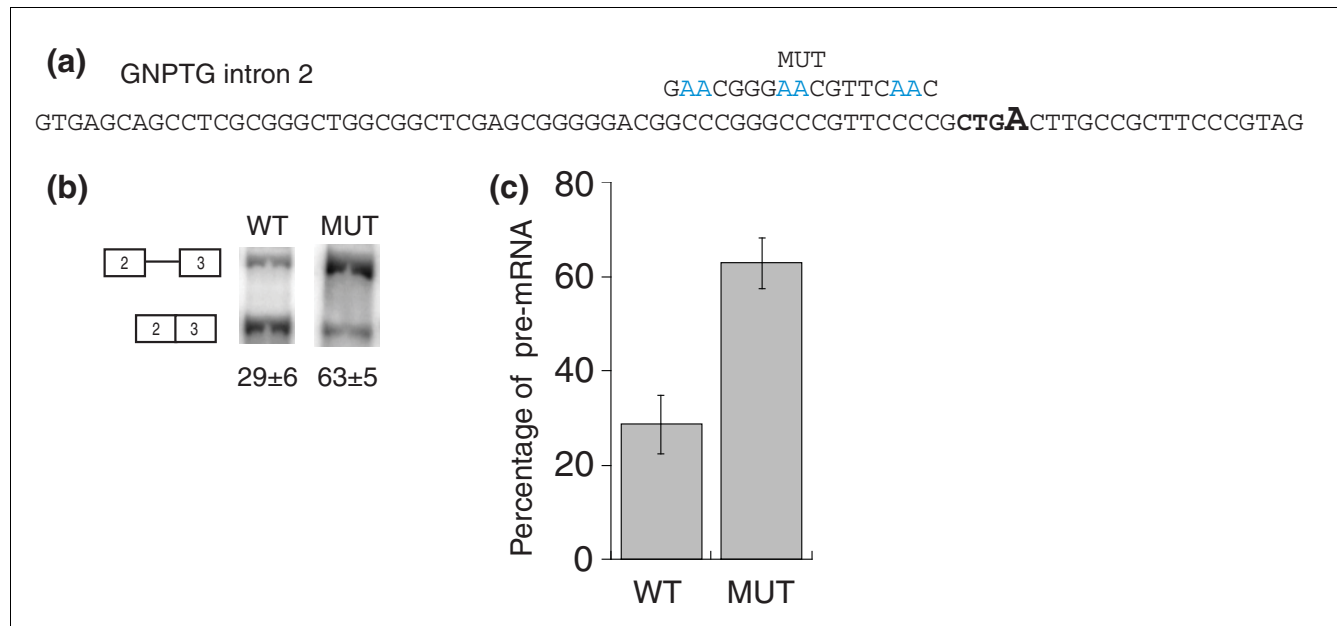 (a) GNPTG intron 2
MUT
GAACGGGAACGTTCAAC
GTGAGCAGCCTCGCGGGCTGGCGGCTCGAGCGGGGGACGGCCCGGGCCCGTTCCCCGCTGACTTGCCGCTTCCCGTAG
(b)
WT MUT
2 3
2 3
29±6 63±5
(c)
Percentage of pre-mRNA
80
60
40
20
0
WT MUT